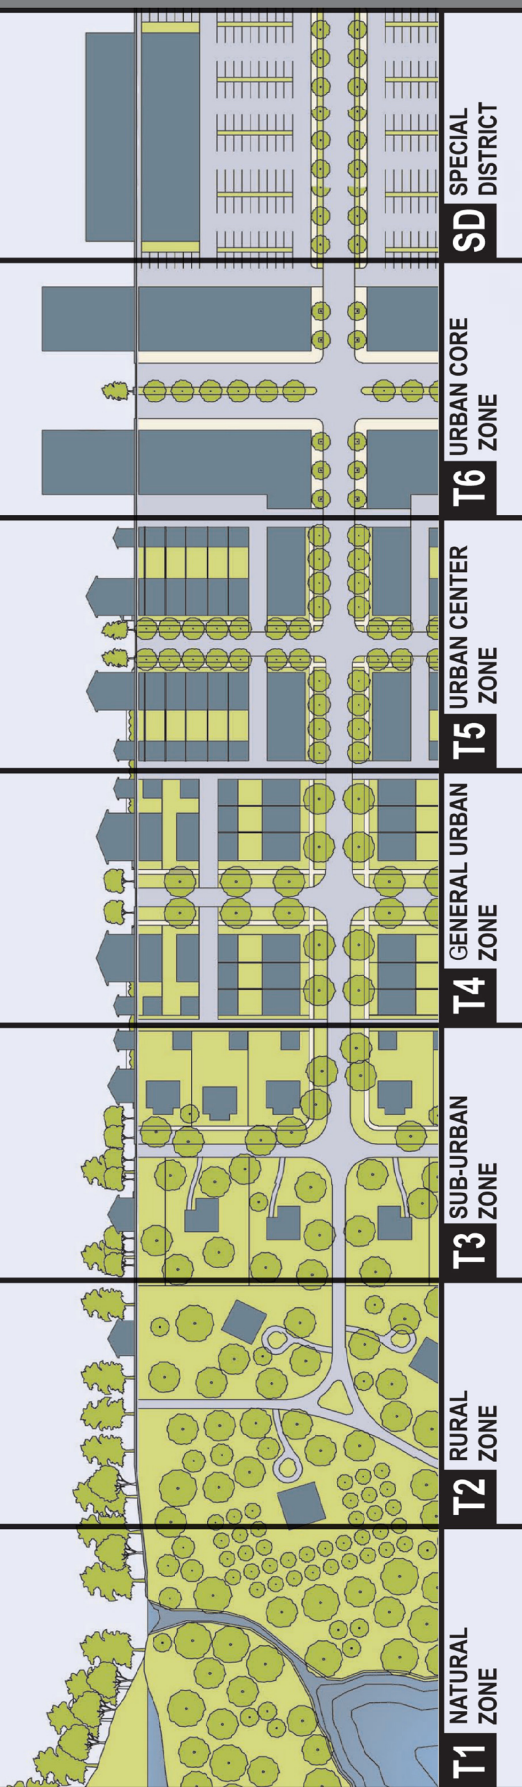 T1 NATURAL
ZONE
T2 RURAL
ZONE
T3 SUB-URBAN
ZONE
T4 GENERAL URBAN
ZONE
T5 URBAN CENTER
ZONE
T6 URBAN CORE
ZONE
SD SPECIAL
DISTRICT